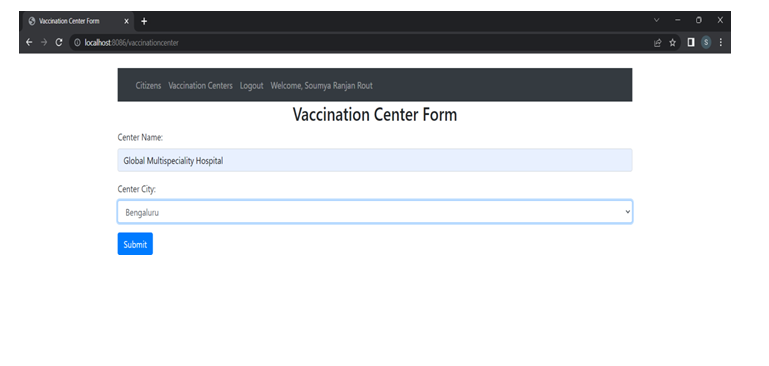 Vaccination Center Form
localhost:8086/vaccinationcenter
S
Citizens Vaccination Centers Logout Welcome, Soumya Ranjan Rout
Vaccination Center Form
Center Name:
Global Multispeciality Hospital
Center City:
Bengaluru
Submit